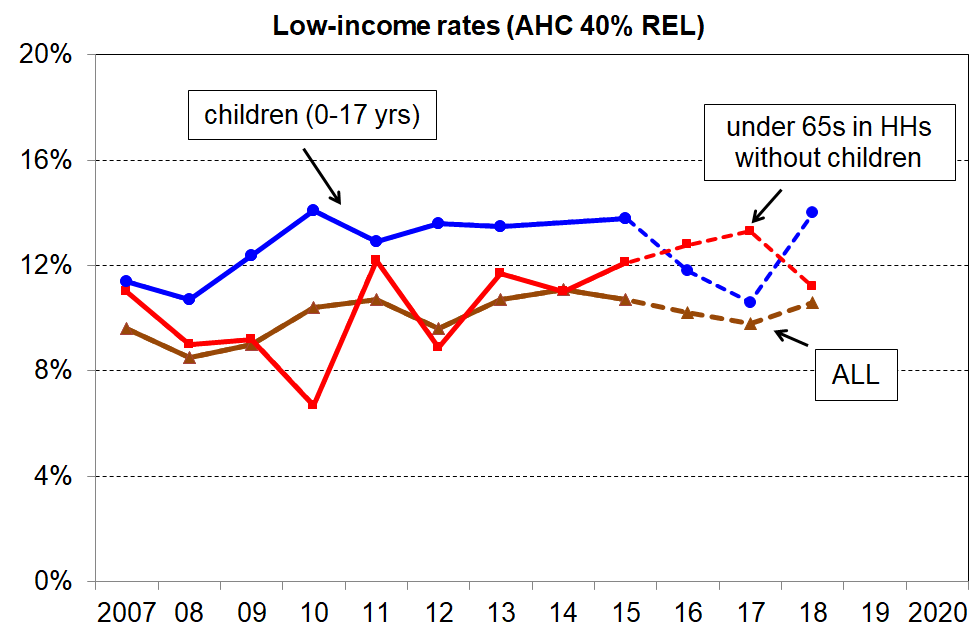 Low-income rates (AHC 40% REL)
20%
children (0-17 yrs)
under 65s in HHs
without children
16%
12%
8%
ALL
4%
0%
2007 08 09 10 11 12 13 14 15 16 17 18 19 2020